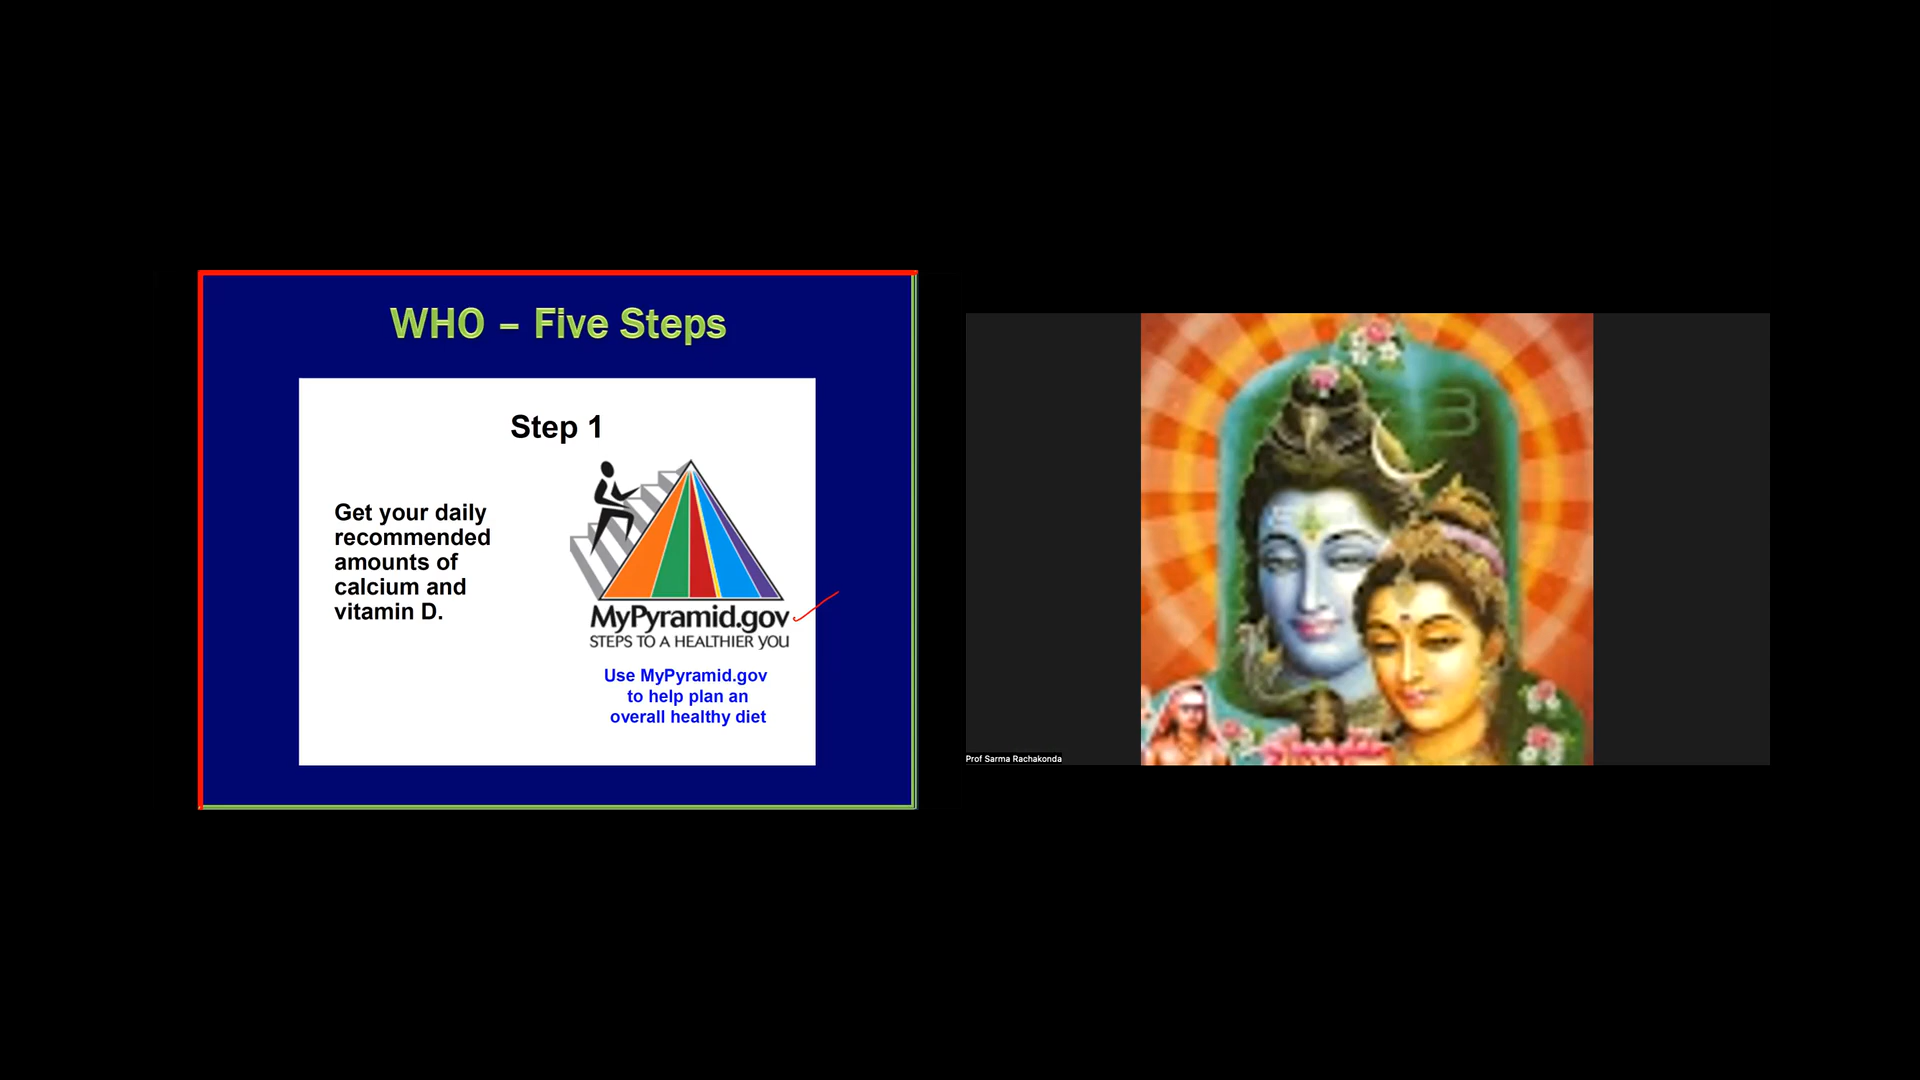 WHO – Five Steps
Step 1
Get your daily
recommended
amounts of
calcium and
vitamin D.
MyPyramid.gov
STEPS TO A HEALTHIER YOU
Use MyPyramid.gov
to help plan an
overall healthy diet
Prof Sarma Rachakonda